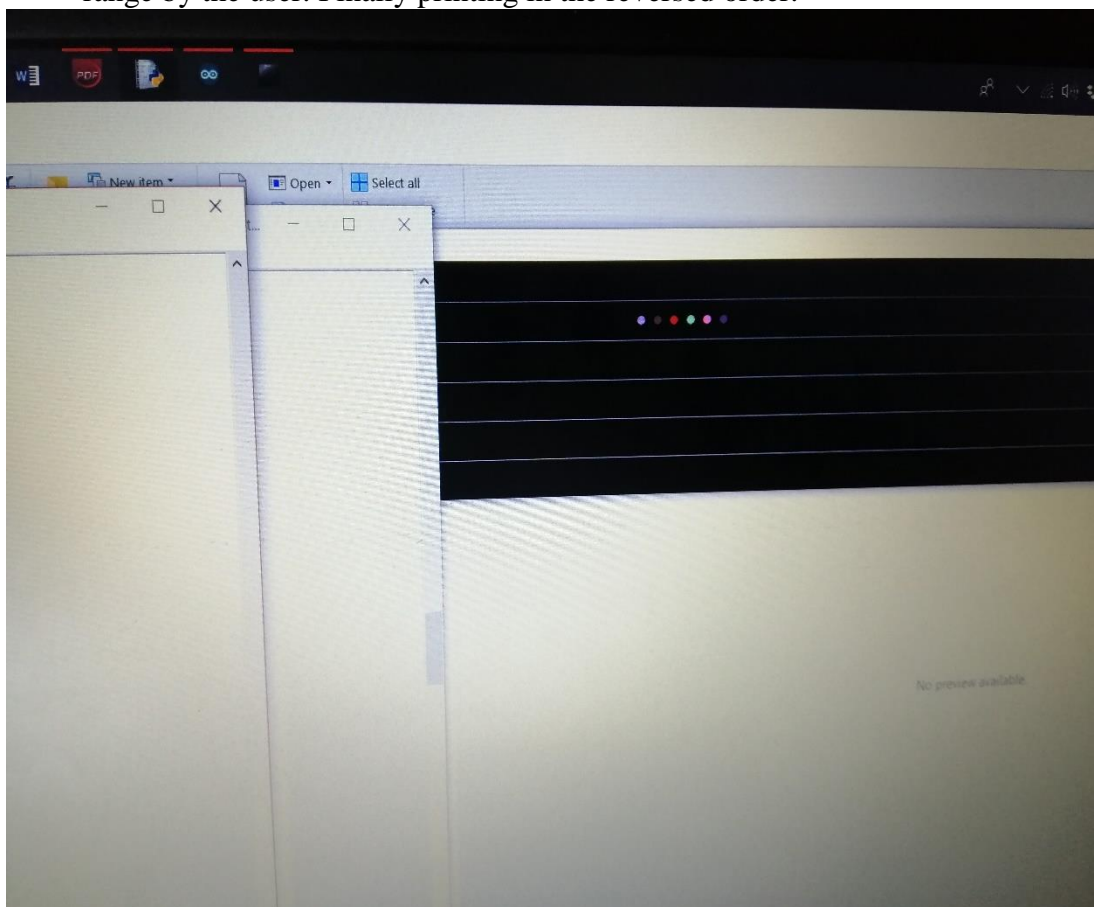 range by the user. Finally printing in the reversed order.
W
PDF
New item
Open
Select all
No preview available.